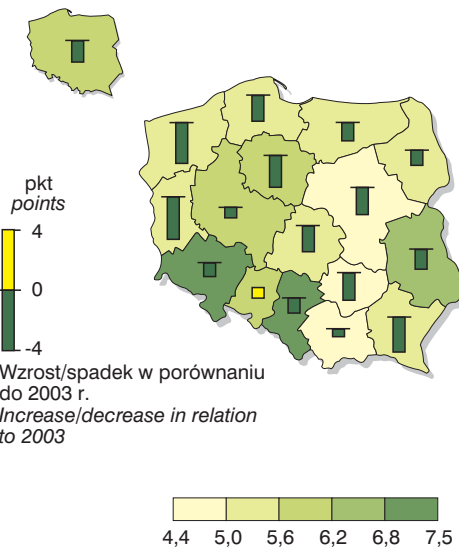 pkt
points
4
0
-4
Wzrost/spadek w porównaniu
do 2003 r.
Increase/decrease in relation
to 2003
4,4 5,0 5,6 6,2 6,8 7,5